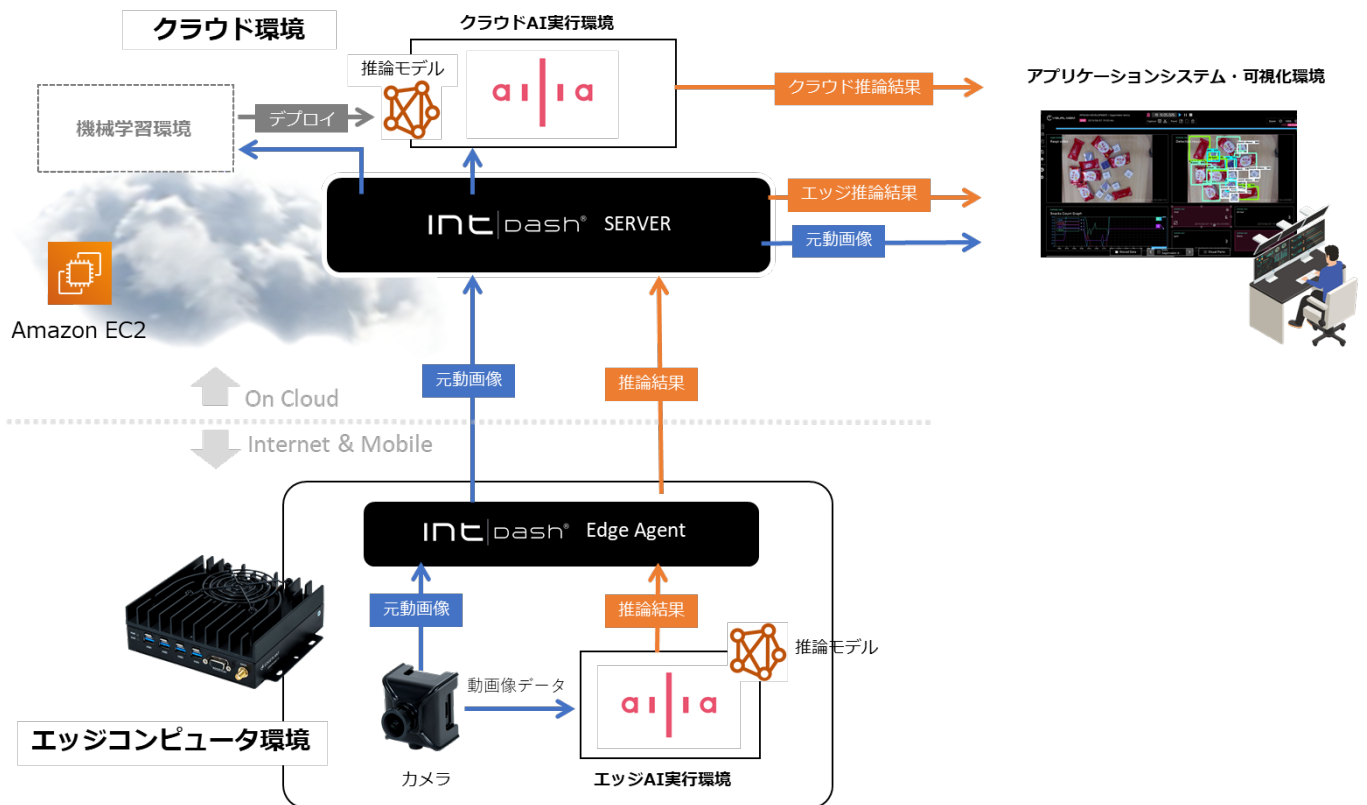 クラウド環境
クラウドAI実行環境
推論モデル
ailia
機械学習環境
デプロイ
クラウド推論結果
アプリケーションシステム・可視化環境
エッジ推論結果
元動画像
intdash® SERVER
Amazon EC2
元動画像
推論結果
On Cloud
Internet & Mobile
intdash® Edge Agent
元動画像
推論結果
推論モデル
動画像データ
ailia
エッジコンピュータ環境
カメラ
エッジAI実行環境